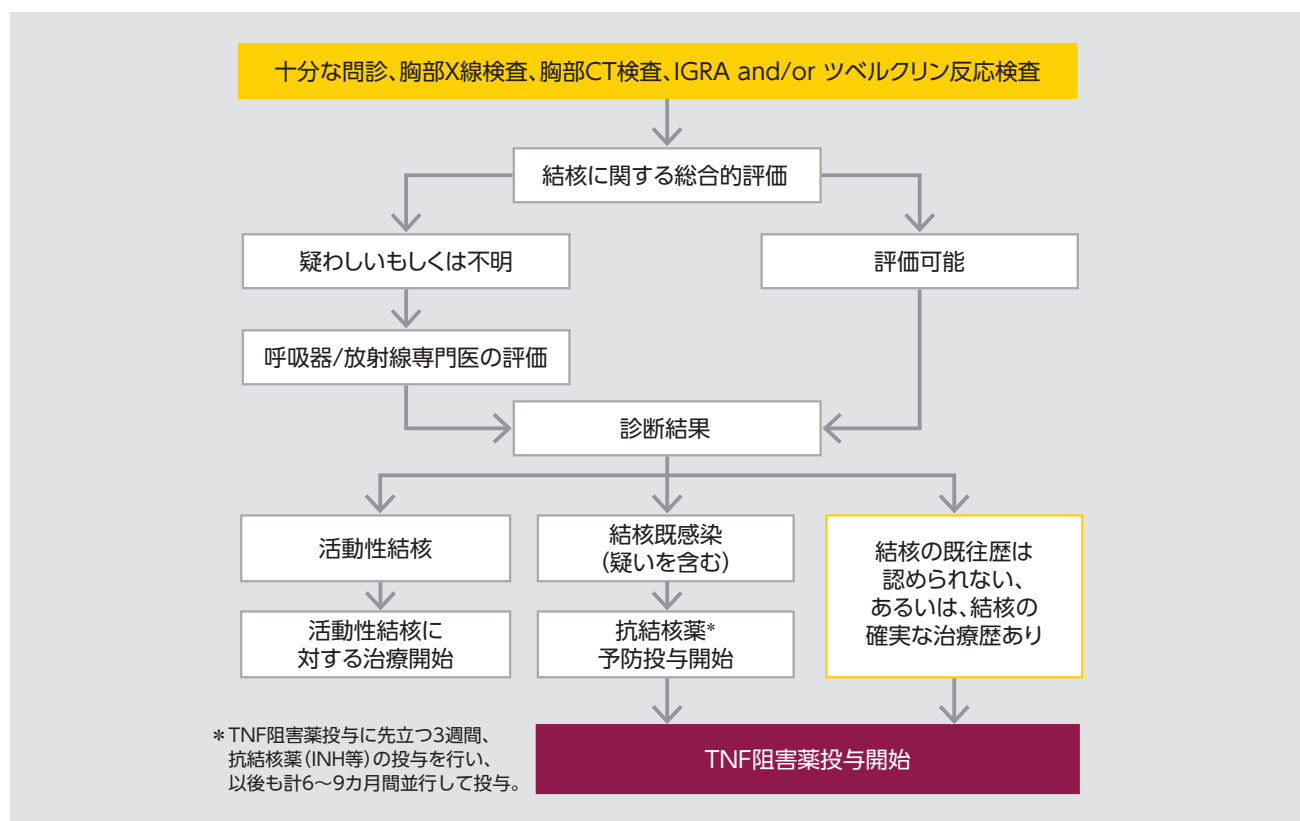 十分な問診、胸部X線検査、胸部CT検査、IGRA and/or ツベルクリン反応検査
結核に関する総合的評価
疑わしいもしくは不明
評価可能
呼吸器/放射線専門医の評価
診断結果
活動性結核
結核既感染
(疑いを含む)
結核の既往歴は
認められない、
あるいは、結核の
確実な治療歴あり
活動性結核に
対する治療開始
抗結核薬*
予防投与開始
*TNF阻害薬投与に先立つ3週間、
抗結核薬(INH等)の投与を行い、
以後も計6〜9カ月間並行して投与。
TNF阻害薬投与開始